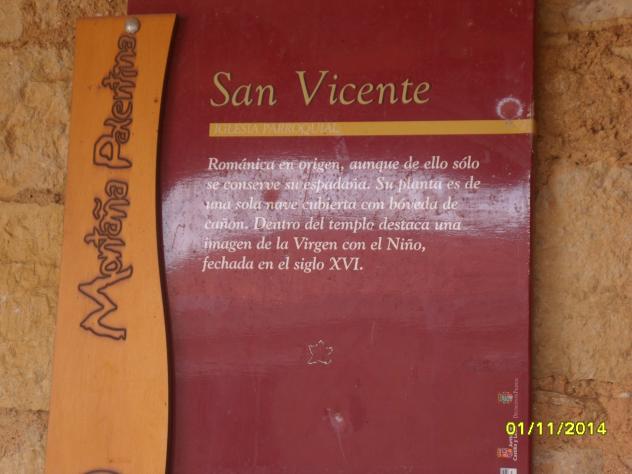 Montaña Palentina
San Vicente
IGLESIA PARROQUIAL
Románica en origen, aunque de ello sólo
se conserve su espadaña. Su planta es de
una sola nave cubierta con bóveda de
cañón. Dentro del templo destaca una
imagen de la Virgen con el Niño,
fechada en el siglo XVI.
01/11/2014